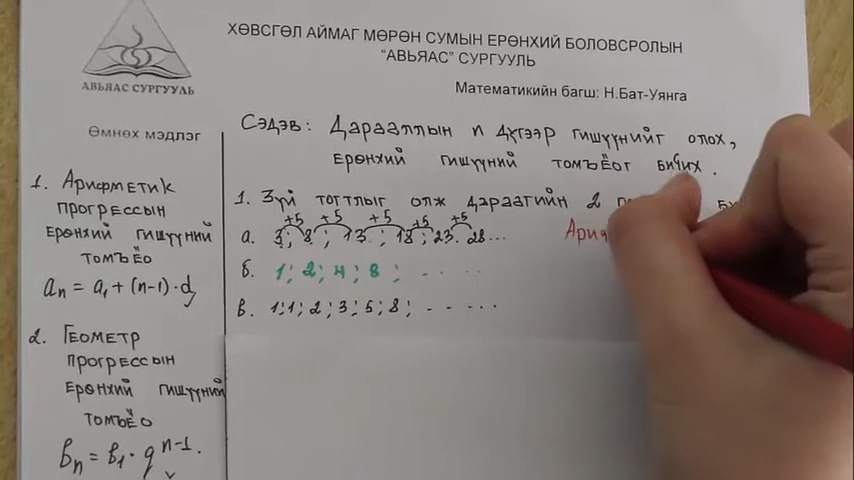 ХӨВСГӨЛ АЙМАГ МӨРӨН СУМЫН ЕРӨНХИЙ БОЛОВСРОЛЫН
"АВЬЯАС" СУРГУУЛЬ
АВЬЯАС СУРГУУЛЬ
Математикийн багш: Н.Бат-Уянга
Өмнөх мэдлэг
1. Арифметик
прогрессын
ерөнхий гишүүний
томъёо
aₙ = a₁ + (n-1)·d
2. Геометр
прогрессын
ерөнхий гишүүний
томъёо
bₙ = b₁ · qⁿ⁻¹.
Сэдэв: Дарааллын n дүгээр гишүүнийг олох,
ерөнхий гишүүний томъёог бичих.
1. Зүй тогтлыг олж дараагийн 2
+5 +5 +5 +5 +5
а. 3; 8; 13; 18; 23. 28...
б. 1; 2; 4; 8; - - - - -
в. 1; 1; 2; 3; 5; 8; - - - - -